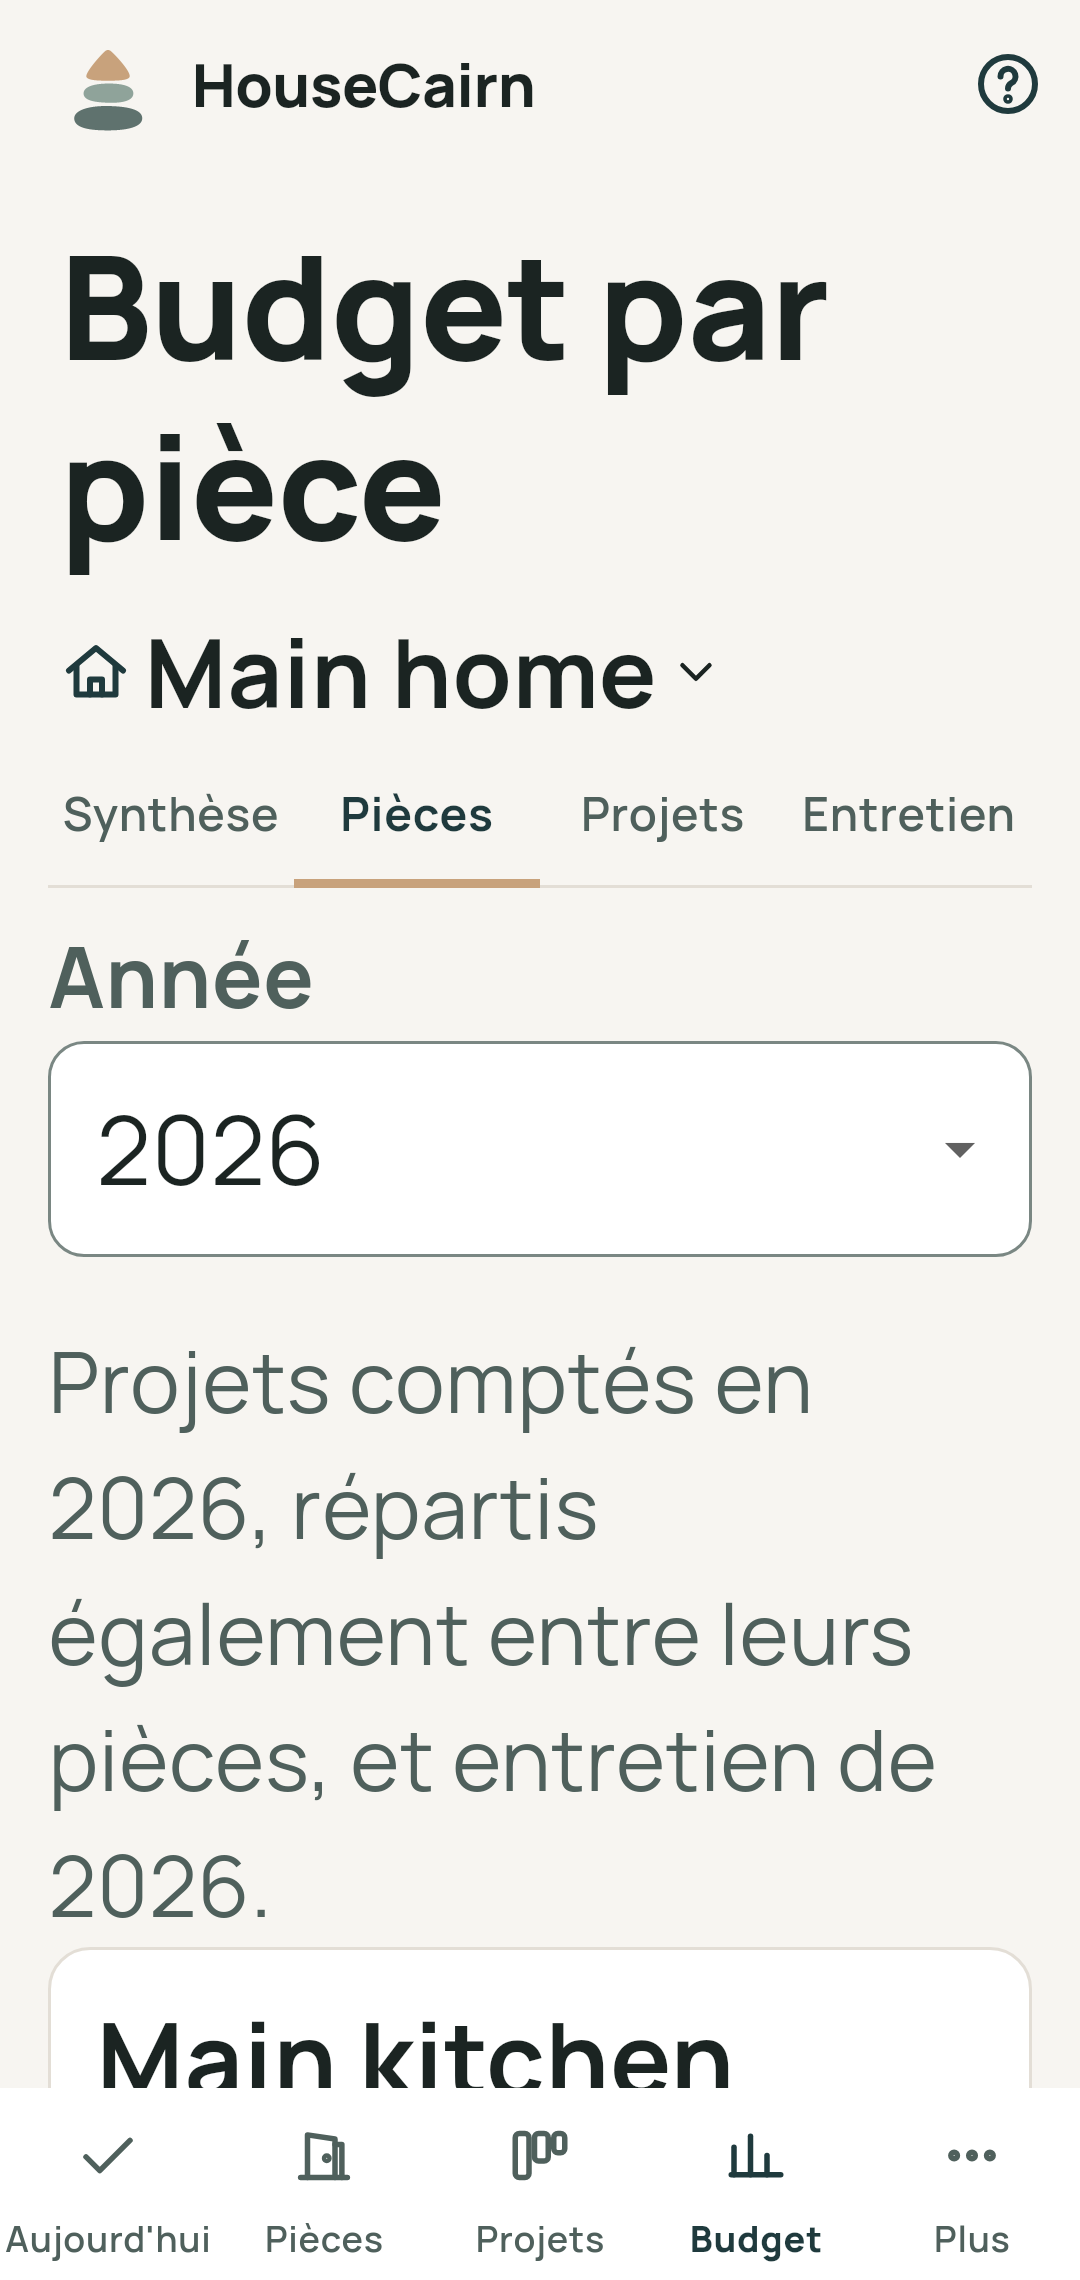 HouseCairn
Budget par
pièce
Main home
Synthèse Pièces Projets Entretien
Année
2026
Projets comptés en
2026, répartis
également entre leurs
pièces, et entretien de
2026.
Main kitchen
Aujourd'hui Pièces Projets Budget Plus